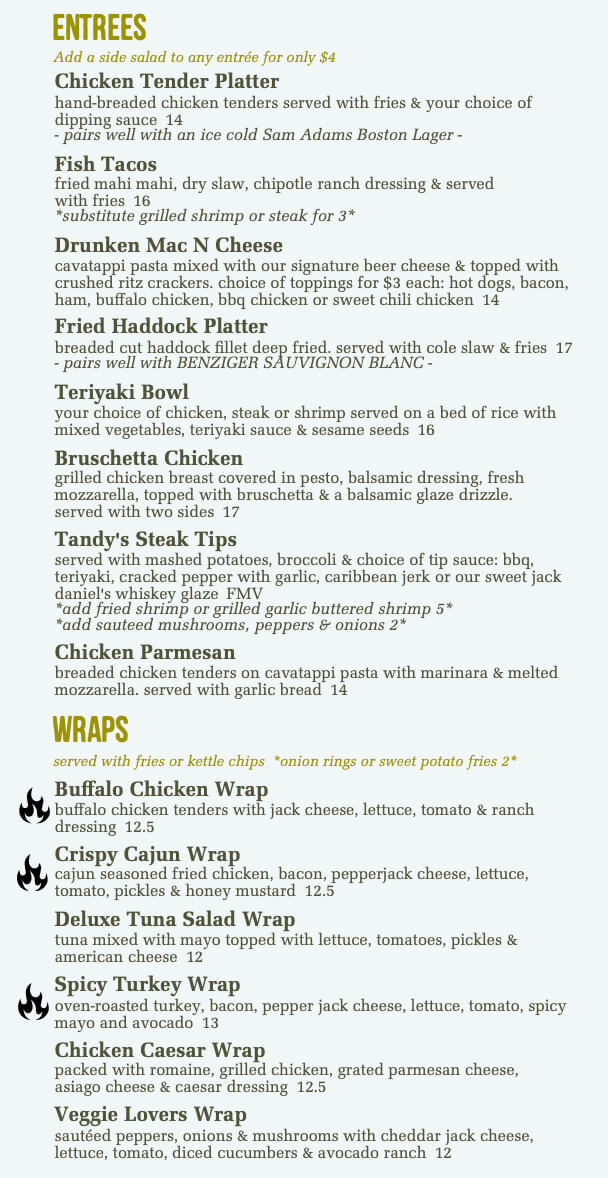 ENTREES
Add a side salad to any entrée for only $4
Chicken Tender Platter
hand-breaded chicken tenders served with fries & your choice of
dipping sauce 14
- pairs well with an ice cold Sam Adams Boston Lager -
Fish Tacos
fried mahi mahi, dry slaw, chipotle ranch dressing & served
with fries 16
*substitute grilled shrimp or steak for 3*
Drunken Mac N Cheese
cavatappi pasta mixed with our signature beer cheese & topped with
crushed ritz crackers. choice of toppings for $3 each: hot dogs, bacon,
ham, buffalo chicken, bbq chicken or sweet chili chicken 14
Fried Haddock Platter
breaded cut haddock fillet deep fried. served with cole slaw & fries 17
- pairs well with BENZIGER SAUVIGNON BLANC -
Teriyaki Bowl
your choice of chicken, steak or shrimp served on a bed of rice with
mixed vegetables, teriyaki sauce & sesame seeds 16
Bruschetta Chicken
grilled chicken breast covered in pesto, balsamic dressing, fresh
mozzarella, topped with bruschetta & a balsamic glaze drizzle.
served with two sides 17
Tandy's Steak Tips
served with mashed potatoes, broccoli & choice of tip sauce: bbq,
teriyaki, cracked pepper with garlic, caribbean jerk or our sweet jack
daniel's whiskey glaze FMV
*add fried shrimp or grilled garlic buttered shrimp 5*
*add sauteed mushrooms, peppers & onions 2*
Chicken Parmesan
breaded chicken tenders on cavatappi pasta with marinara & melted
mozzarella. served with garlic bread 14
WRAPS
served with fries or kettle chips *onion rings or sweet potato fries 2*
Buffalo Chicken Wrap
buffalo chicken tenders with jack cheese, lettuce, tomato & ranch
dressing 12.5
Crispy Cajun Wrap
cajun seasoned fried chicken, bacon, pepperjack cheese, lettuce,
tomato, pickles & honey mustard 12.5
Deluxe Tuna Salad Wrap
tuna mixed with mayo topped with lettuce, tomatoes, pickles &
american cheese 12
Spicy Turkey Wrap
oven-roasted turkey, bacon, pepper jack cheese, lettuce, tomato, spicy
mayo and avocado 13
Chicken Caesar Wrap
packed with romaine, grilled chicken, grated parmesan cheese,
asiago cheese & caesar dressing 12.5
Veggie Lovers Wrap
sautéed peppers, onions & mushrooms with cheddar jack cheese,
lettuce, tomato, diced cucumbers & avocado ranch 12